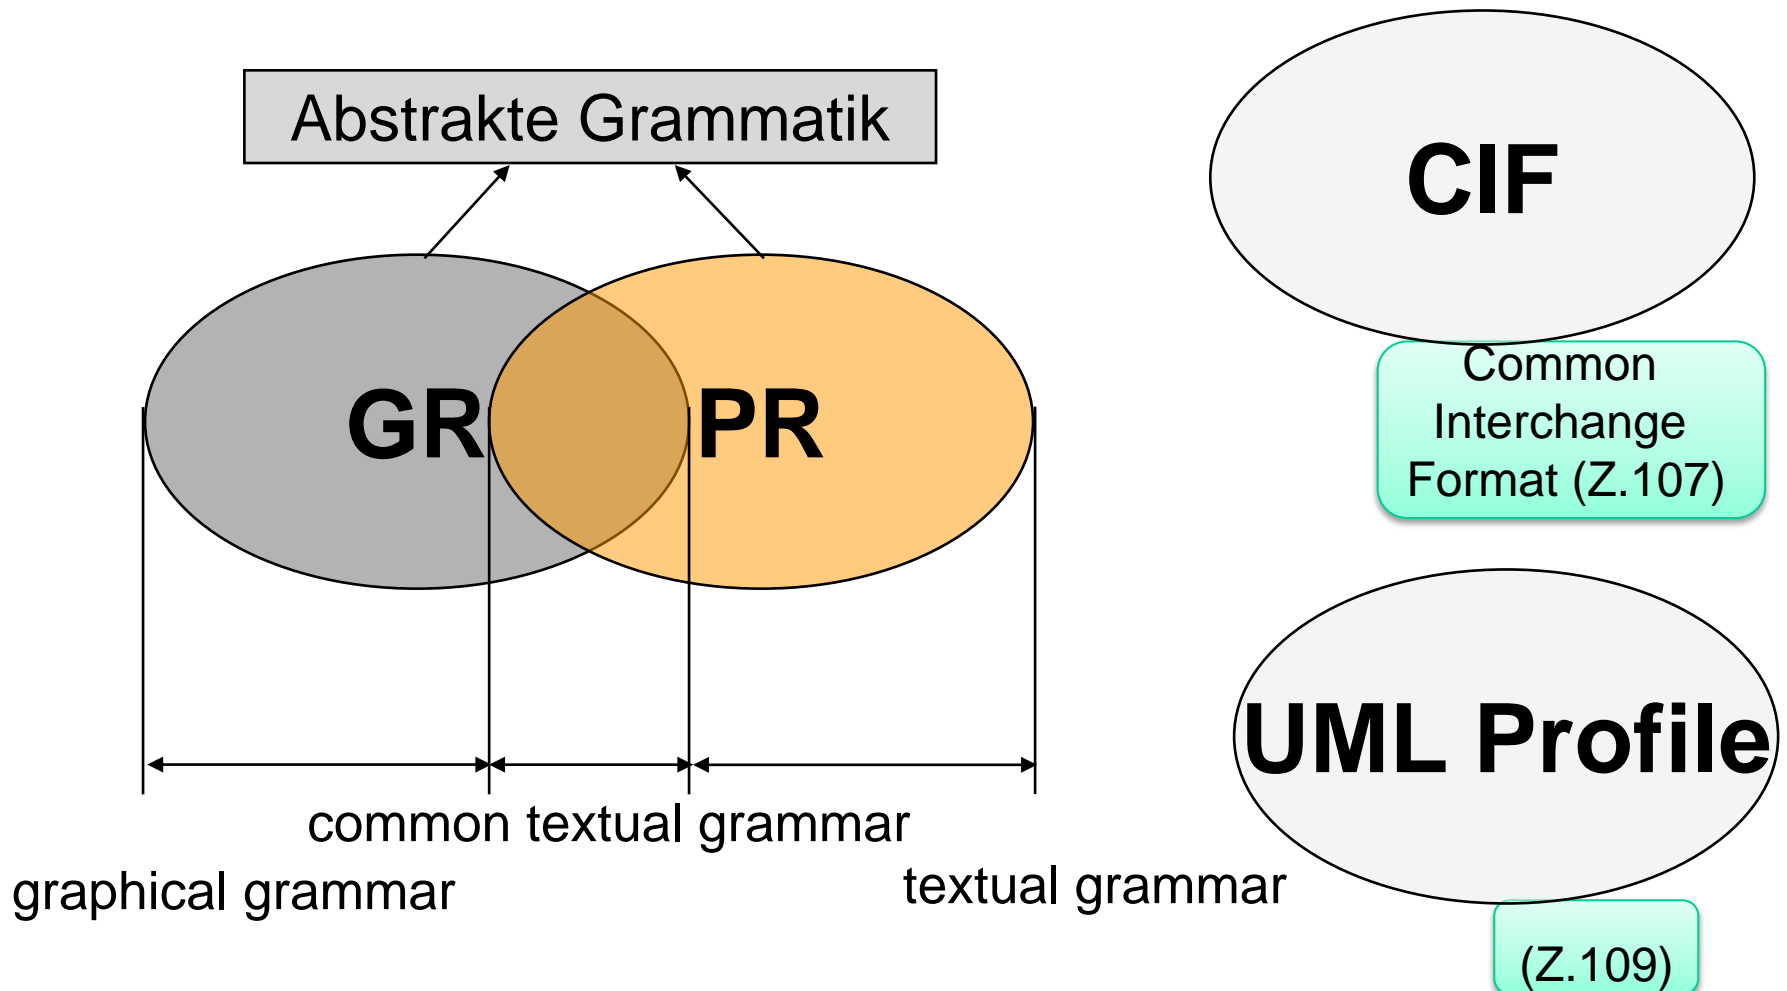 Abstrakte Grammatik
GR
PR
common textual grammar
graphical grammar
textual grammar
CIF
Common
Interchange
Format (Z.107)
UML Profile
(Z.109)